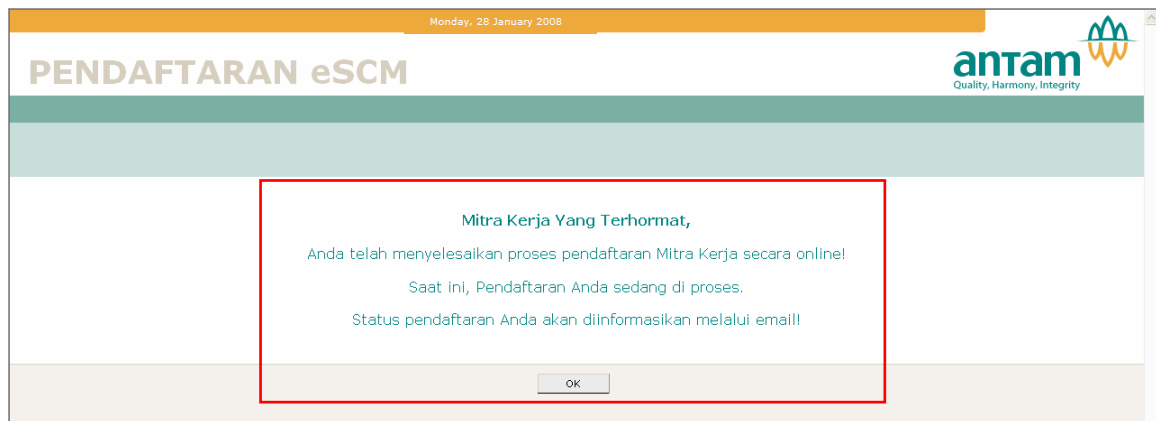 Monday, 28 January 2008
PENDAFTARAN eSCM
antam
Quality, Harmony, Integrity
Mitra Kerja Yang Terhormat,
Anda telah menyelesaikan proses pendaftaran Mitra Kerja secara online!
Saat ini, Pendaftaran Anda sedang di proses.
Status pendaftaran Anda akan diinformasikan melalui email!
OK